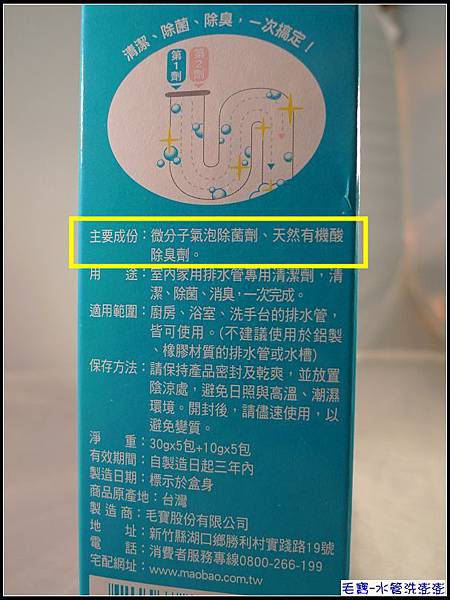 清潔、除菌、除臭，一次搞定！
第1劑
第2劑
主要成份：微分子氣泡除菌劑、天然有機酸
除臭劑。
用　　途：室內家用排水管專用清潔劑，清
潔、除菌、消臭，一次完成。
適用範圍：廚房、浴室、洗手台的排水管，
皆可使用。(不建議使用於鋁製
、橡膠材質的排水管或水槽)
保存方法：請保持產品密封及乾爽，並放置
陰涼處，避免日照與高溫、潮濕
環境。開封後，請儘速使用，以
避免變質。
淨　　重：30gx5包+10gx5包
有效期間：自製造日起三年內
製造日期：標示於盒身
商品原產地：台灣
製 造 商：毛寶股份有限公司
地　　址：新竹縣湖口鄉勝利村實踐路19號
電　　話：消費者服務專線0800-266-199
宅配網址：www.maobao.com.tw
毛寶-水管洗澎澎